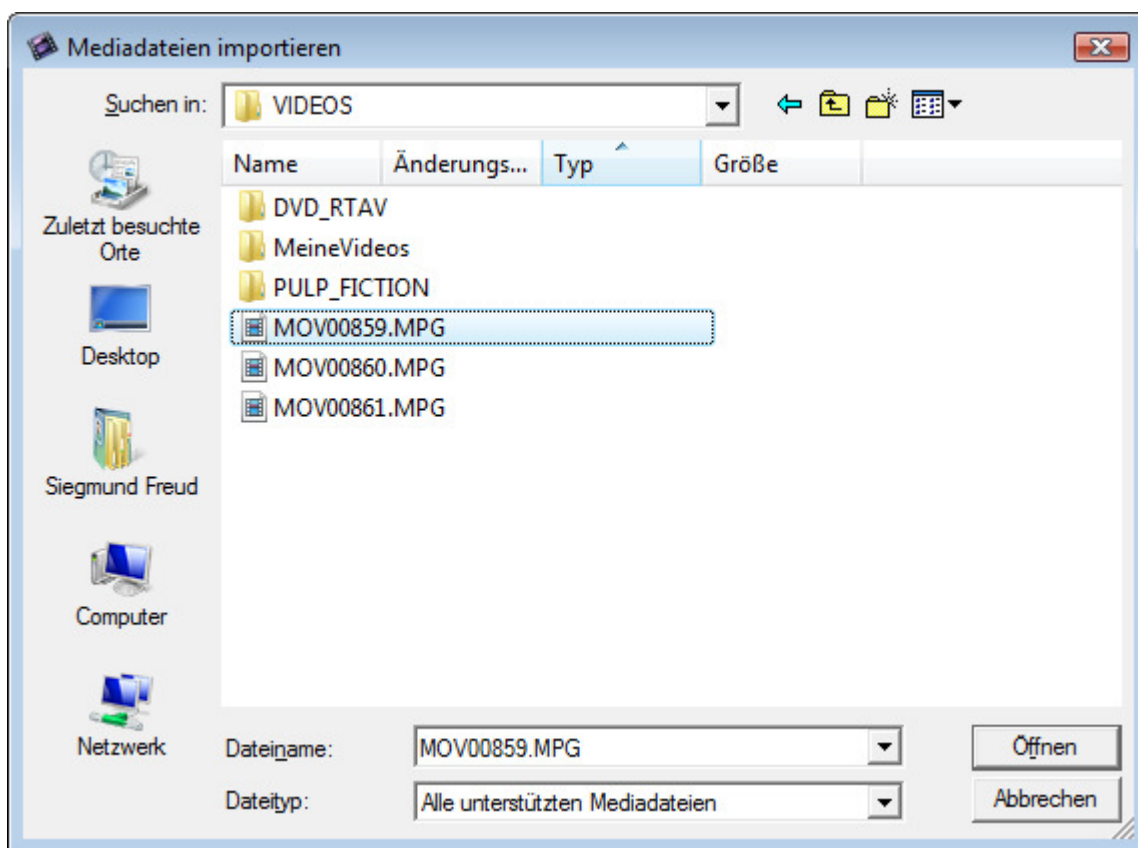 Mediadateien importieren
Suchen in: VIDEOS
Name Änderungs... Typ Größe
DVD_RTAV
MeineVideos
PULP_FICTION
MOV00859.MPG
MOV00860.MPG
MOV00861.MPG
Zuletzt besuchte
Orte
Desktop
Siegmund Freud
Computer
Netzwerk
Dateiname: MOV00859.MPG Öffnen
Dateityp: Alle unterstützten Mediadateien Abbrechen